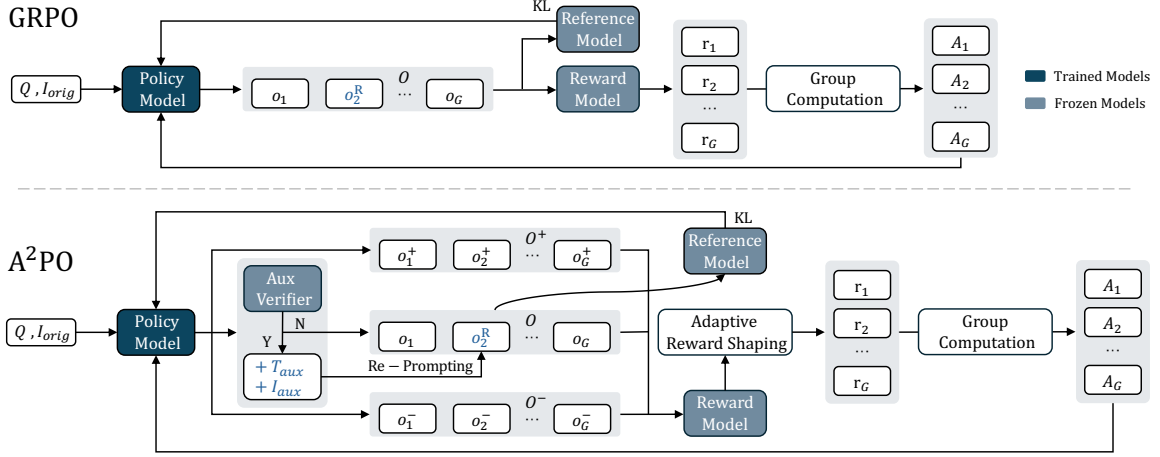 GRPO
KL
Reference
Model
Policy
Model
Q , I_orig
O
o_1
o_2^R
...
o_G
Reward
Model
r_1
r_2
...
r_G
Group
Computation
A_1
A_2
...
A_G
Trained Models
Frozen Models
A²PO
KL
Reference
Model
Q , I_orig
Policy
Model
Aux
Verifier
N
Y
+ T_aux
+ I_aux
Re − Prompting
O^+
o_1^+
o_2^+
...
o_G^+
O
o_1
o_2^R
...
o_G
O^−
o_1^−
o_2^−
...
o_G^−
Adaptive
Reward Shaping
Reward
Model
r_1
r_2
...
r_G
Group
Computation
A_1
A_2
...
A_G